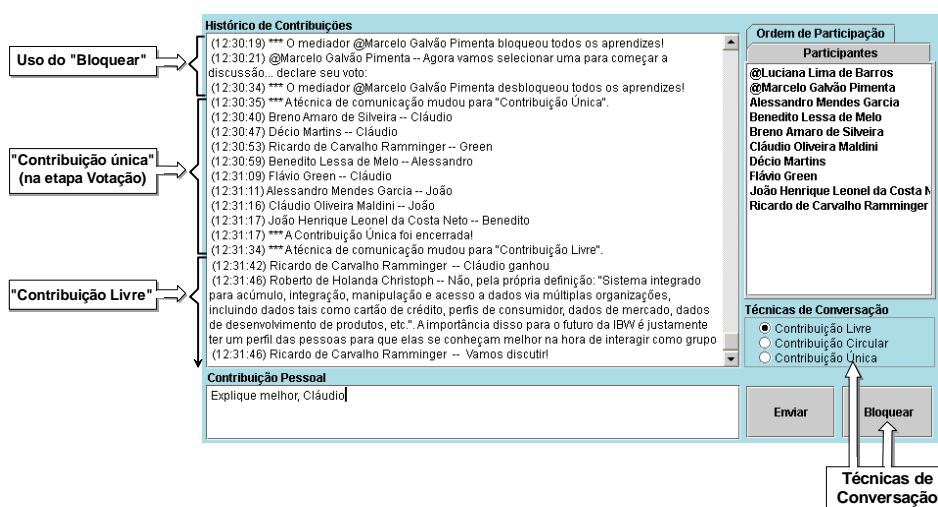 Histórico de Contribuições
(12:30:19) *** O mediador @Marcelo Galvão Pimenta bloqueou todos os aprendizes!
(12:30:21) @Marcelo Galvão Pimenta -- Agora vamos selecionar uma para começar a
discussão... declare seu voto:
(12:30:34) *** O mediador @Marcelo Galvão Pimenta desbloqueou todos os aprendizes!
(12:30:35) *** A técnica de comunicação mudou para "Contribuição Única".
(12:30:40) Breno Amaro de Silveira -- Cláudio
(12:30:47) Décio Martins -- Cláudio
(12:30:53) Ricardo de Carvalho Ramminger -- Green
(12:30:59) Benedito Lessa de Melo -- Alessandro
(12:31:09) Flávio Green -- Cláudio
(12:31:11) Alessandro Mendes Garcia -- João
(12:31:16) Cláudio Oliveira Maldini -- João
(12:31:17) João Henrique Leonel da Costa Neto -- Benedito
(12:31:17) *** A Contribuição Única foi encerrada!
(12:31:34) *** A técnica de comunicação mudou para "Contribuição Livre".
(12:31:42) Ricardo de Carvalho Ramminger -- Cláudio ganhou
(12:31:46) Roberto de Holanda Christoph -- Não, pela própria definição: "Sistema integrado
para acúmulo, integração, manipulação e acesso a dados via múltiplas organizações,
incluindo dados tais como cartão de crédito, perfis de consumidor, dados de mercado, dados
de desenvolvimento de produtos, etc.". A importância disso para o futuro da IBW é justamente
ter um perfil das pessoas para que elas se conheçam melhor na hora de interagir como grupo
(12:31:46) Ricardo de Carvalho Ramminger -- Vamos discutir!
Contribuição Pessoal
Explique melhor, Cláudio
Uso do "Bloquear"
"Contribuição única"
(na etapa Votação)
"Contribuição Livre"
Ordem de Participação
Participantes
@Luciana Lima de Barros
@Marcelo Galvão Pimenta
Alessandro Mendes Garcia
Benedito Lessa de Melo
Breno Amaro de Silveira
Cláudio Oliveira Maldini
Décio Martins
Flávio Green
João Henrique Leonel da Costa N
Ricardo de Carvalho Ramminger
Técnicas de Conversação
Contribuição Livre
Contribuição Circular
Contribuição Única
Enviar
Bloquear
Técnicas de
Conversação